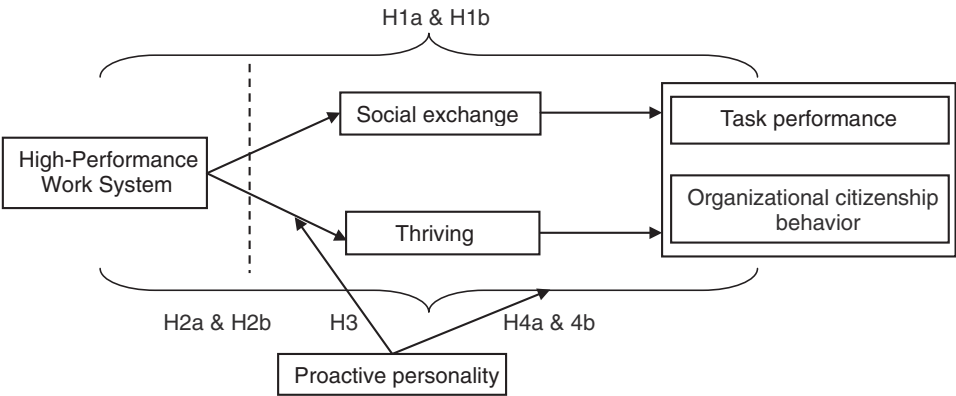 H1a & H1b
Social exchange
Task performance
High-Performance
Work System
Organizational citizenship
behavior
Thriving
H2a & H2b
H3
H4a & 4b
Proactive personality